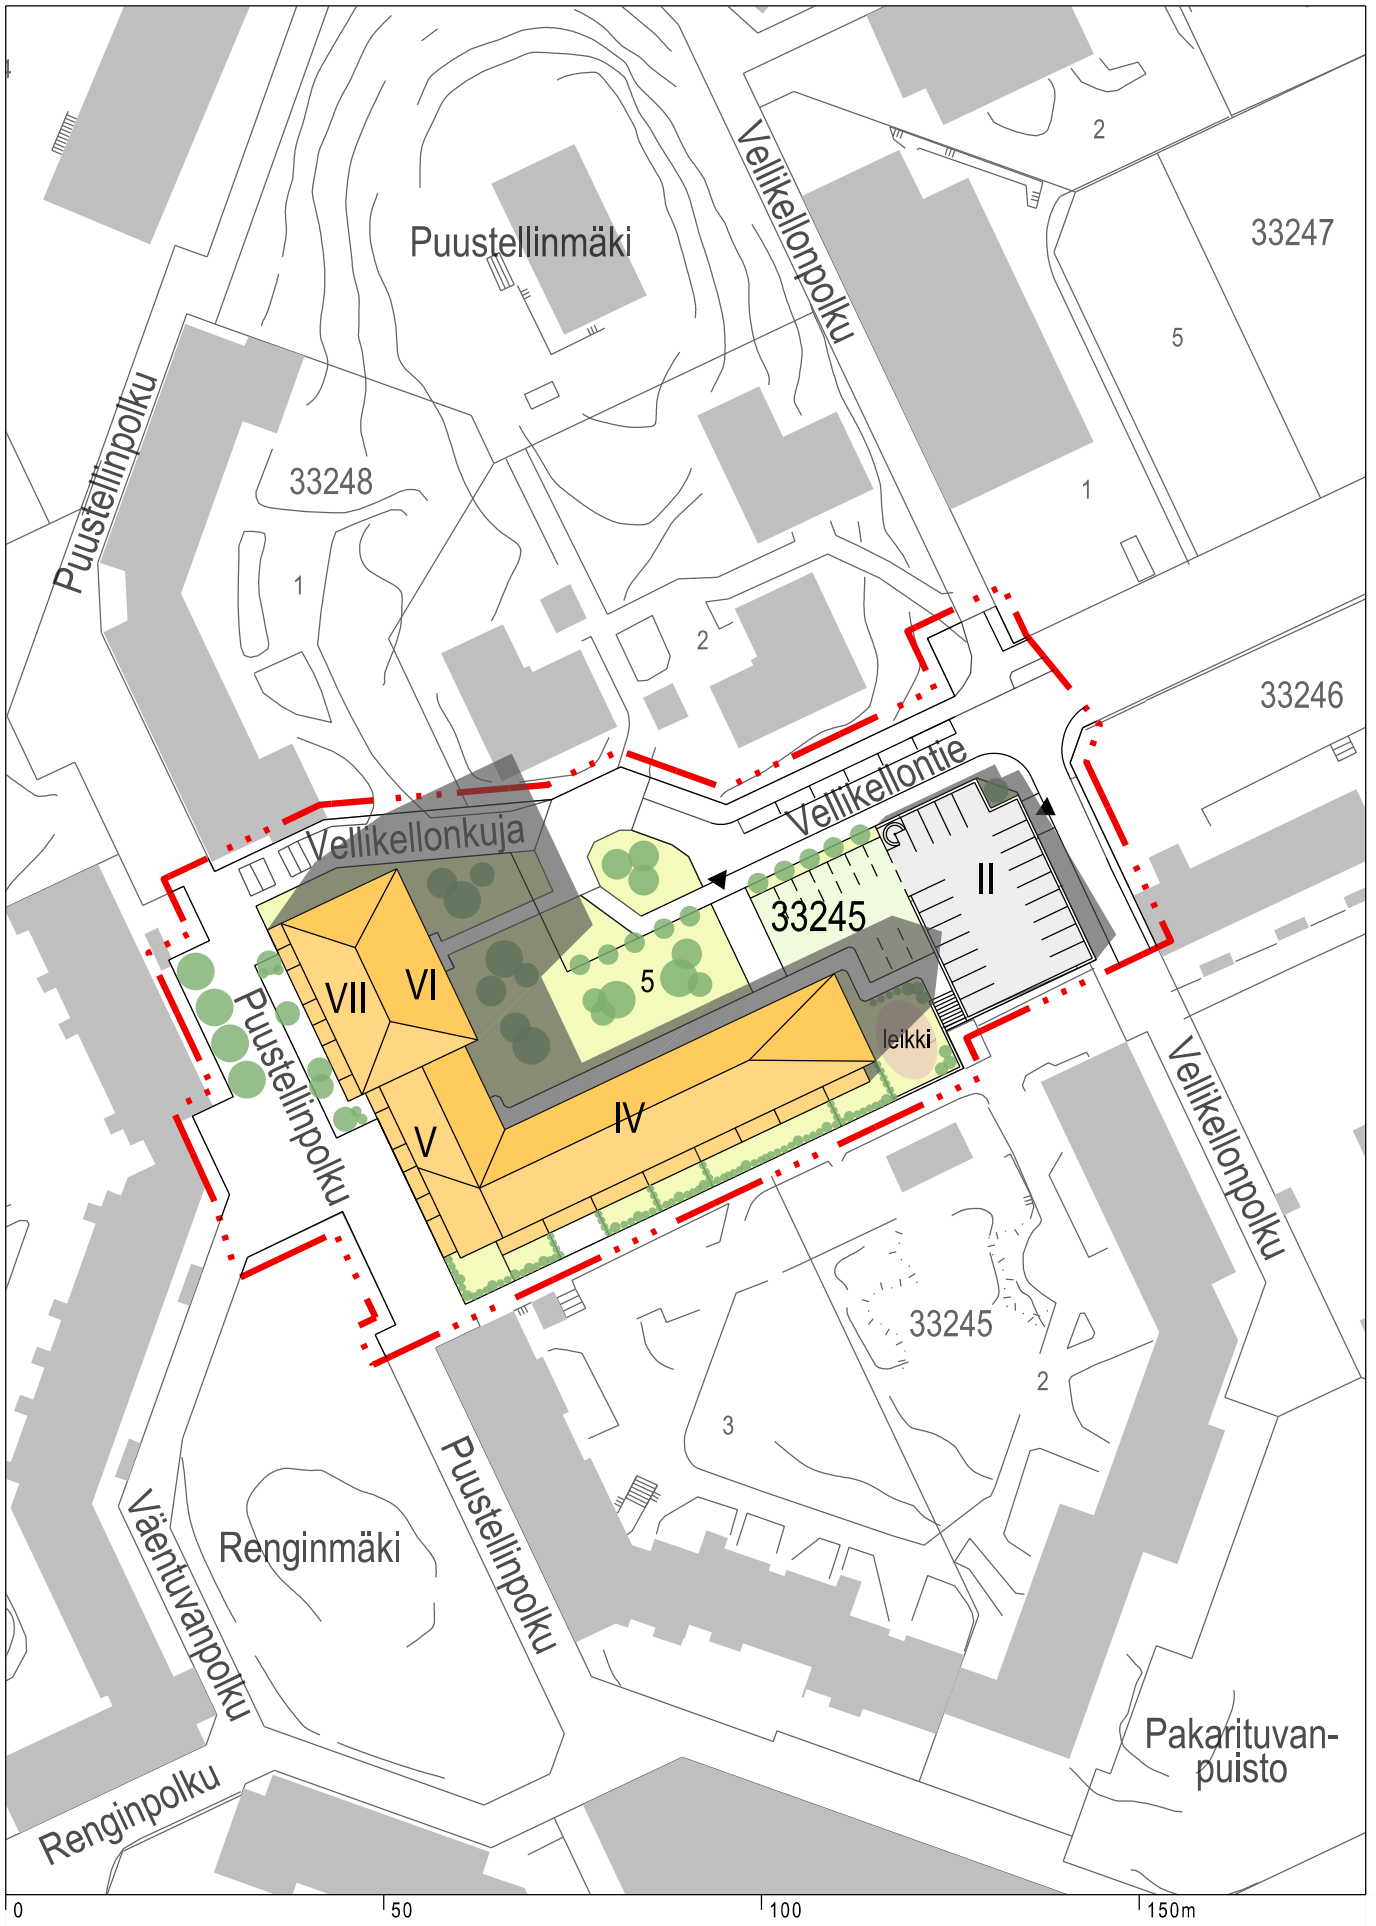 4
2
Vellikellonpolku
33247
Puustellinmäki
5
Puustellinpolku
33248
1
1
2
33246
Vellikellontie
Vellikellonkuja
II
33245
VI
VII
5
Puustellinpolku
leikki
IV
V
Vellikellonpolku
33245
2
3
Puustellinpolku
Väentuvanpolku
Renginmäki
Pakarituvan-
puisto
Renginpolku
0
50
100
150m